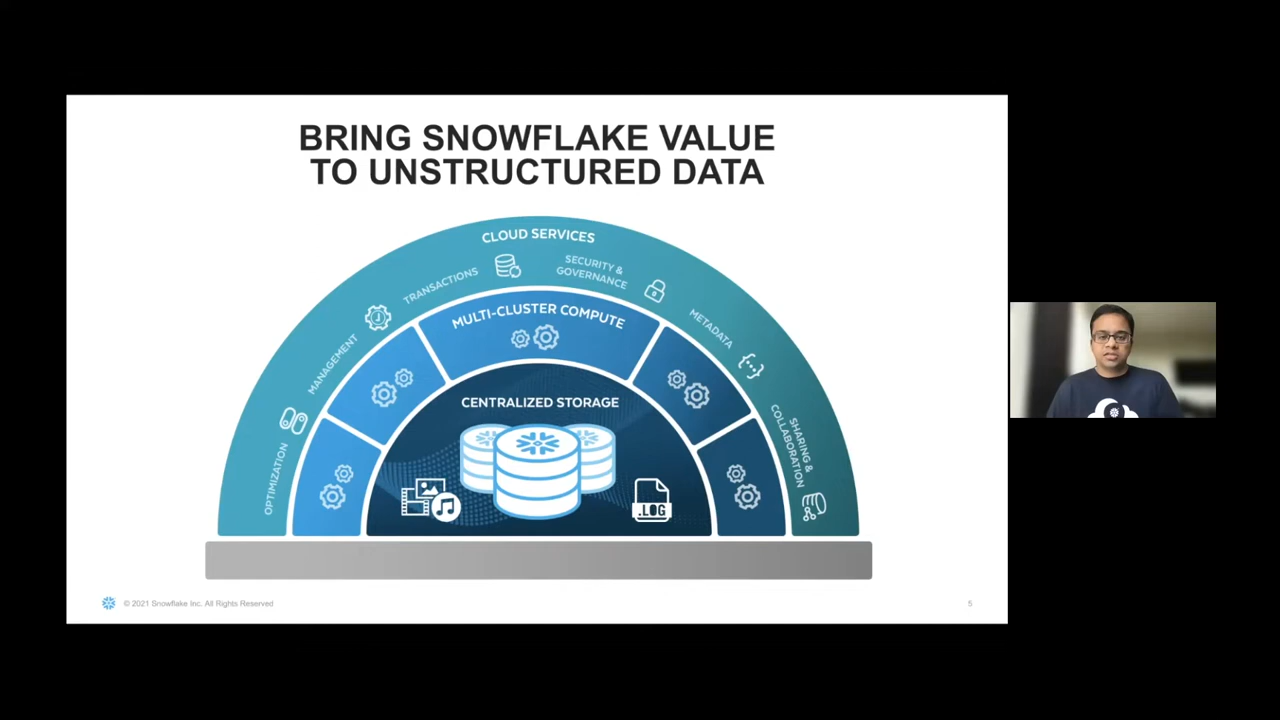 BRING SNOWFLAKE VALUE
TO UNSTRUCTURED DATA
CLOUD SERVICES
OPTIMIZATION
MANAGEMENT
TRANSACTIONS
SECURITY &
GOVERNANCE
METADATA
SHARING &
COLLABORATION
MULTI-CLUSTER COMPUTE
CENTRALIZED STORAGE
.LOG
© 2021 Snowflake Inc. All Rights Reserved
5